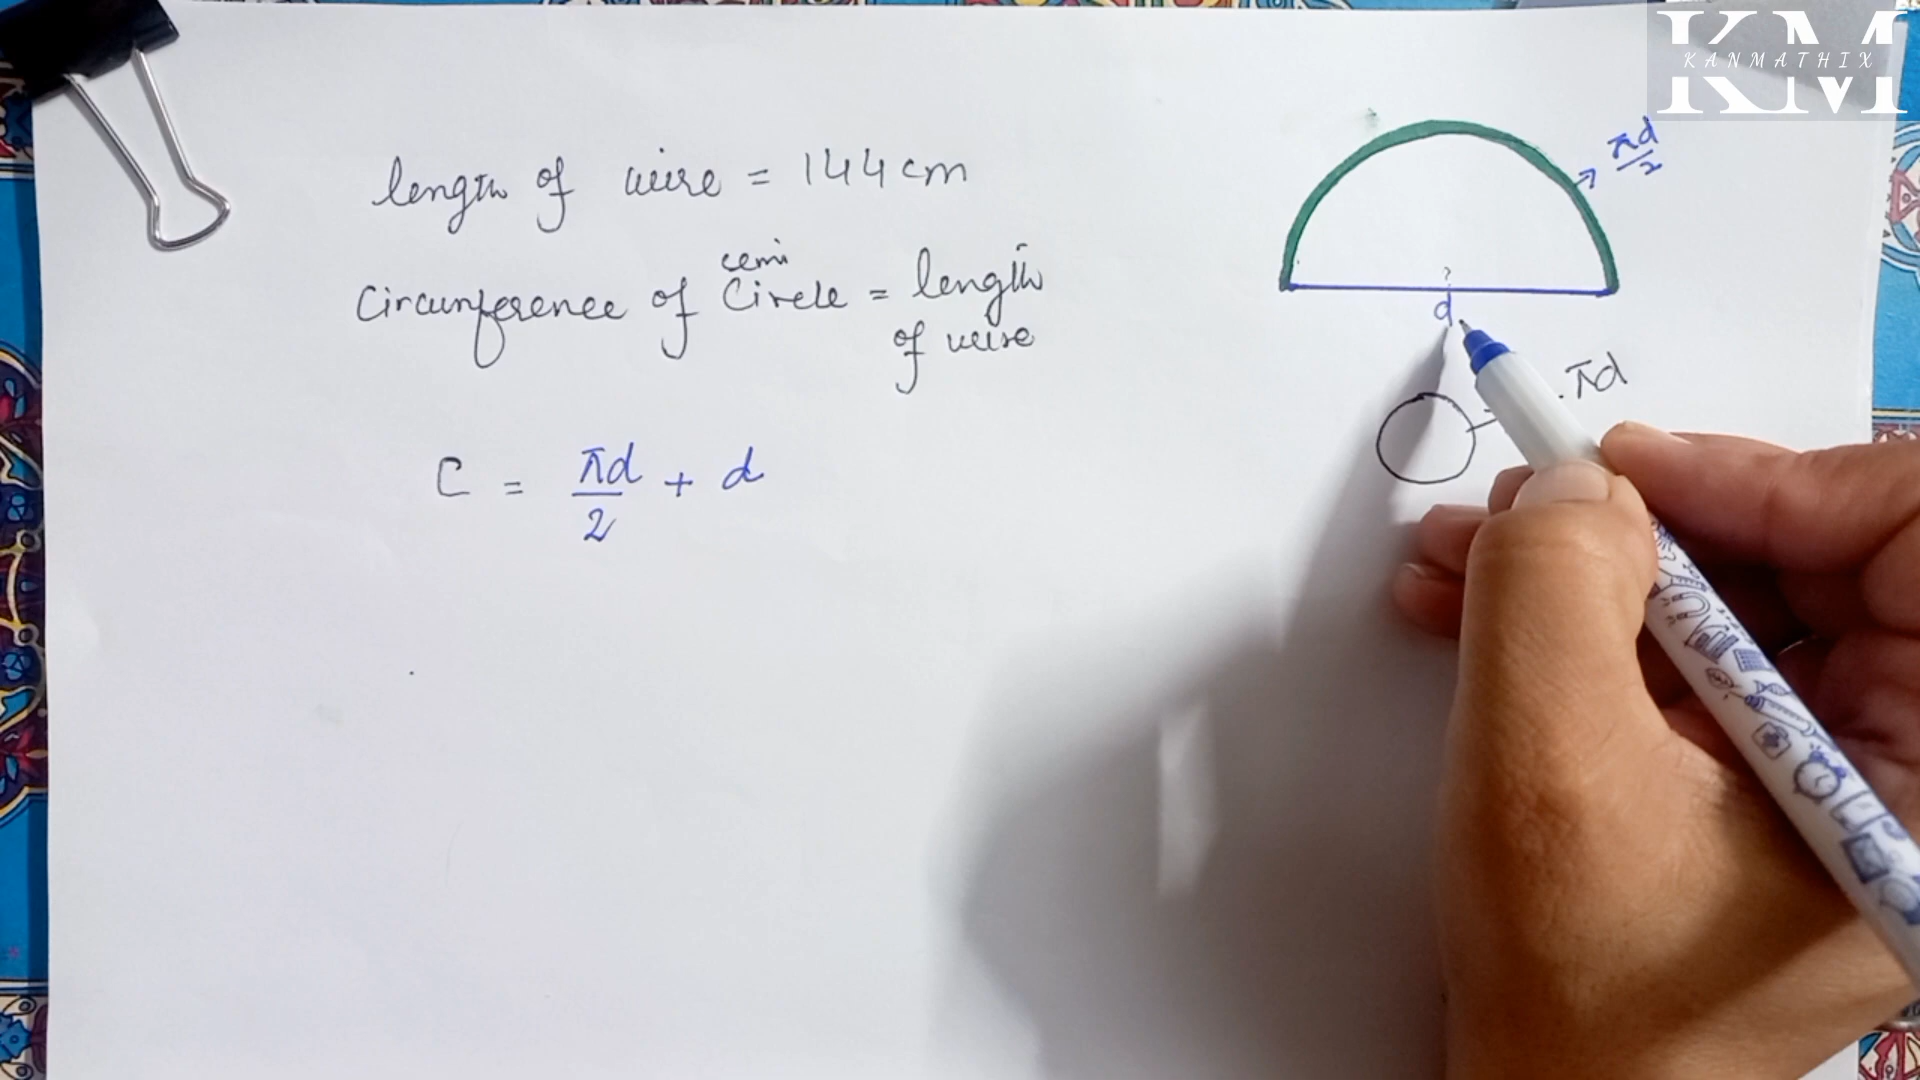 KM
KANMATHIX
length of wire = 144 cm
πd/2
semi
Circumference of Circle = length
of wire
d
πd
C = πd/2 + d